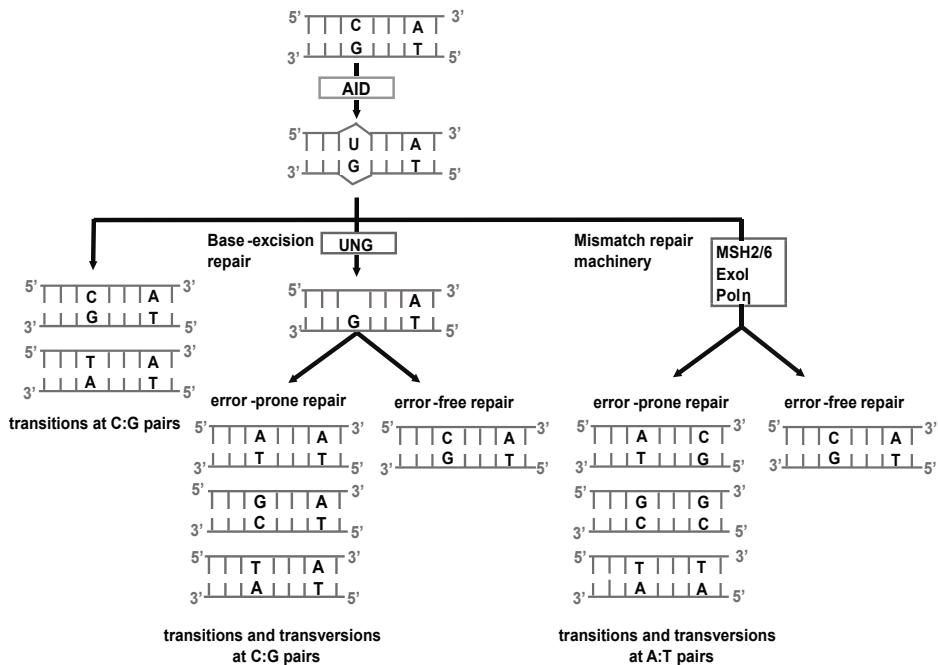 5’ 3’
C A
G T
3’ 5’
AID
5’ 3’
U A
G T
3’ 5’
Base-excision
repair
UNG
Mismatch repair
machinery
MSH2/6
ExoI
Polη
5’ 3’
C A
G T
3’ 5’
5’ 3’
T A
A T
3’ 5’
transitions at C:G pairs
5’ 3’
A
G T
3’ 5’
error-prone repair
error-free repair
error-prone repair
error-free repair
5’ 3’
A A
T T
3’ 5’
5’ 3’
G A
C T
3’ 5’
5’ 3’
T A
A T
3’ 5’
transitions and transversions
at C:G pairs
5’ 3’
C A
G T
3’ 5’
5’ 3’
A C
T G
3’ 5’
5’ 3’
G G
C C
3’ 5’
5’ 3’
T T
A A
3’ 5’
transitions and transversions
at A:T pairs
5’ 3’
C A
G T
3’ 5’